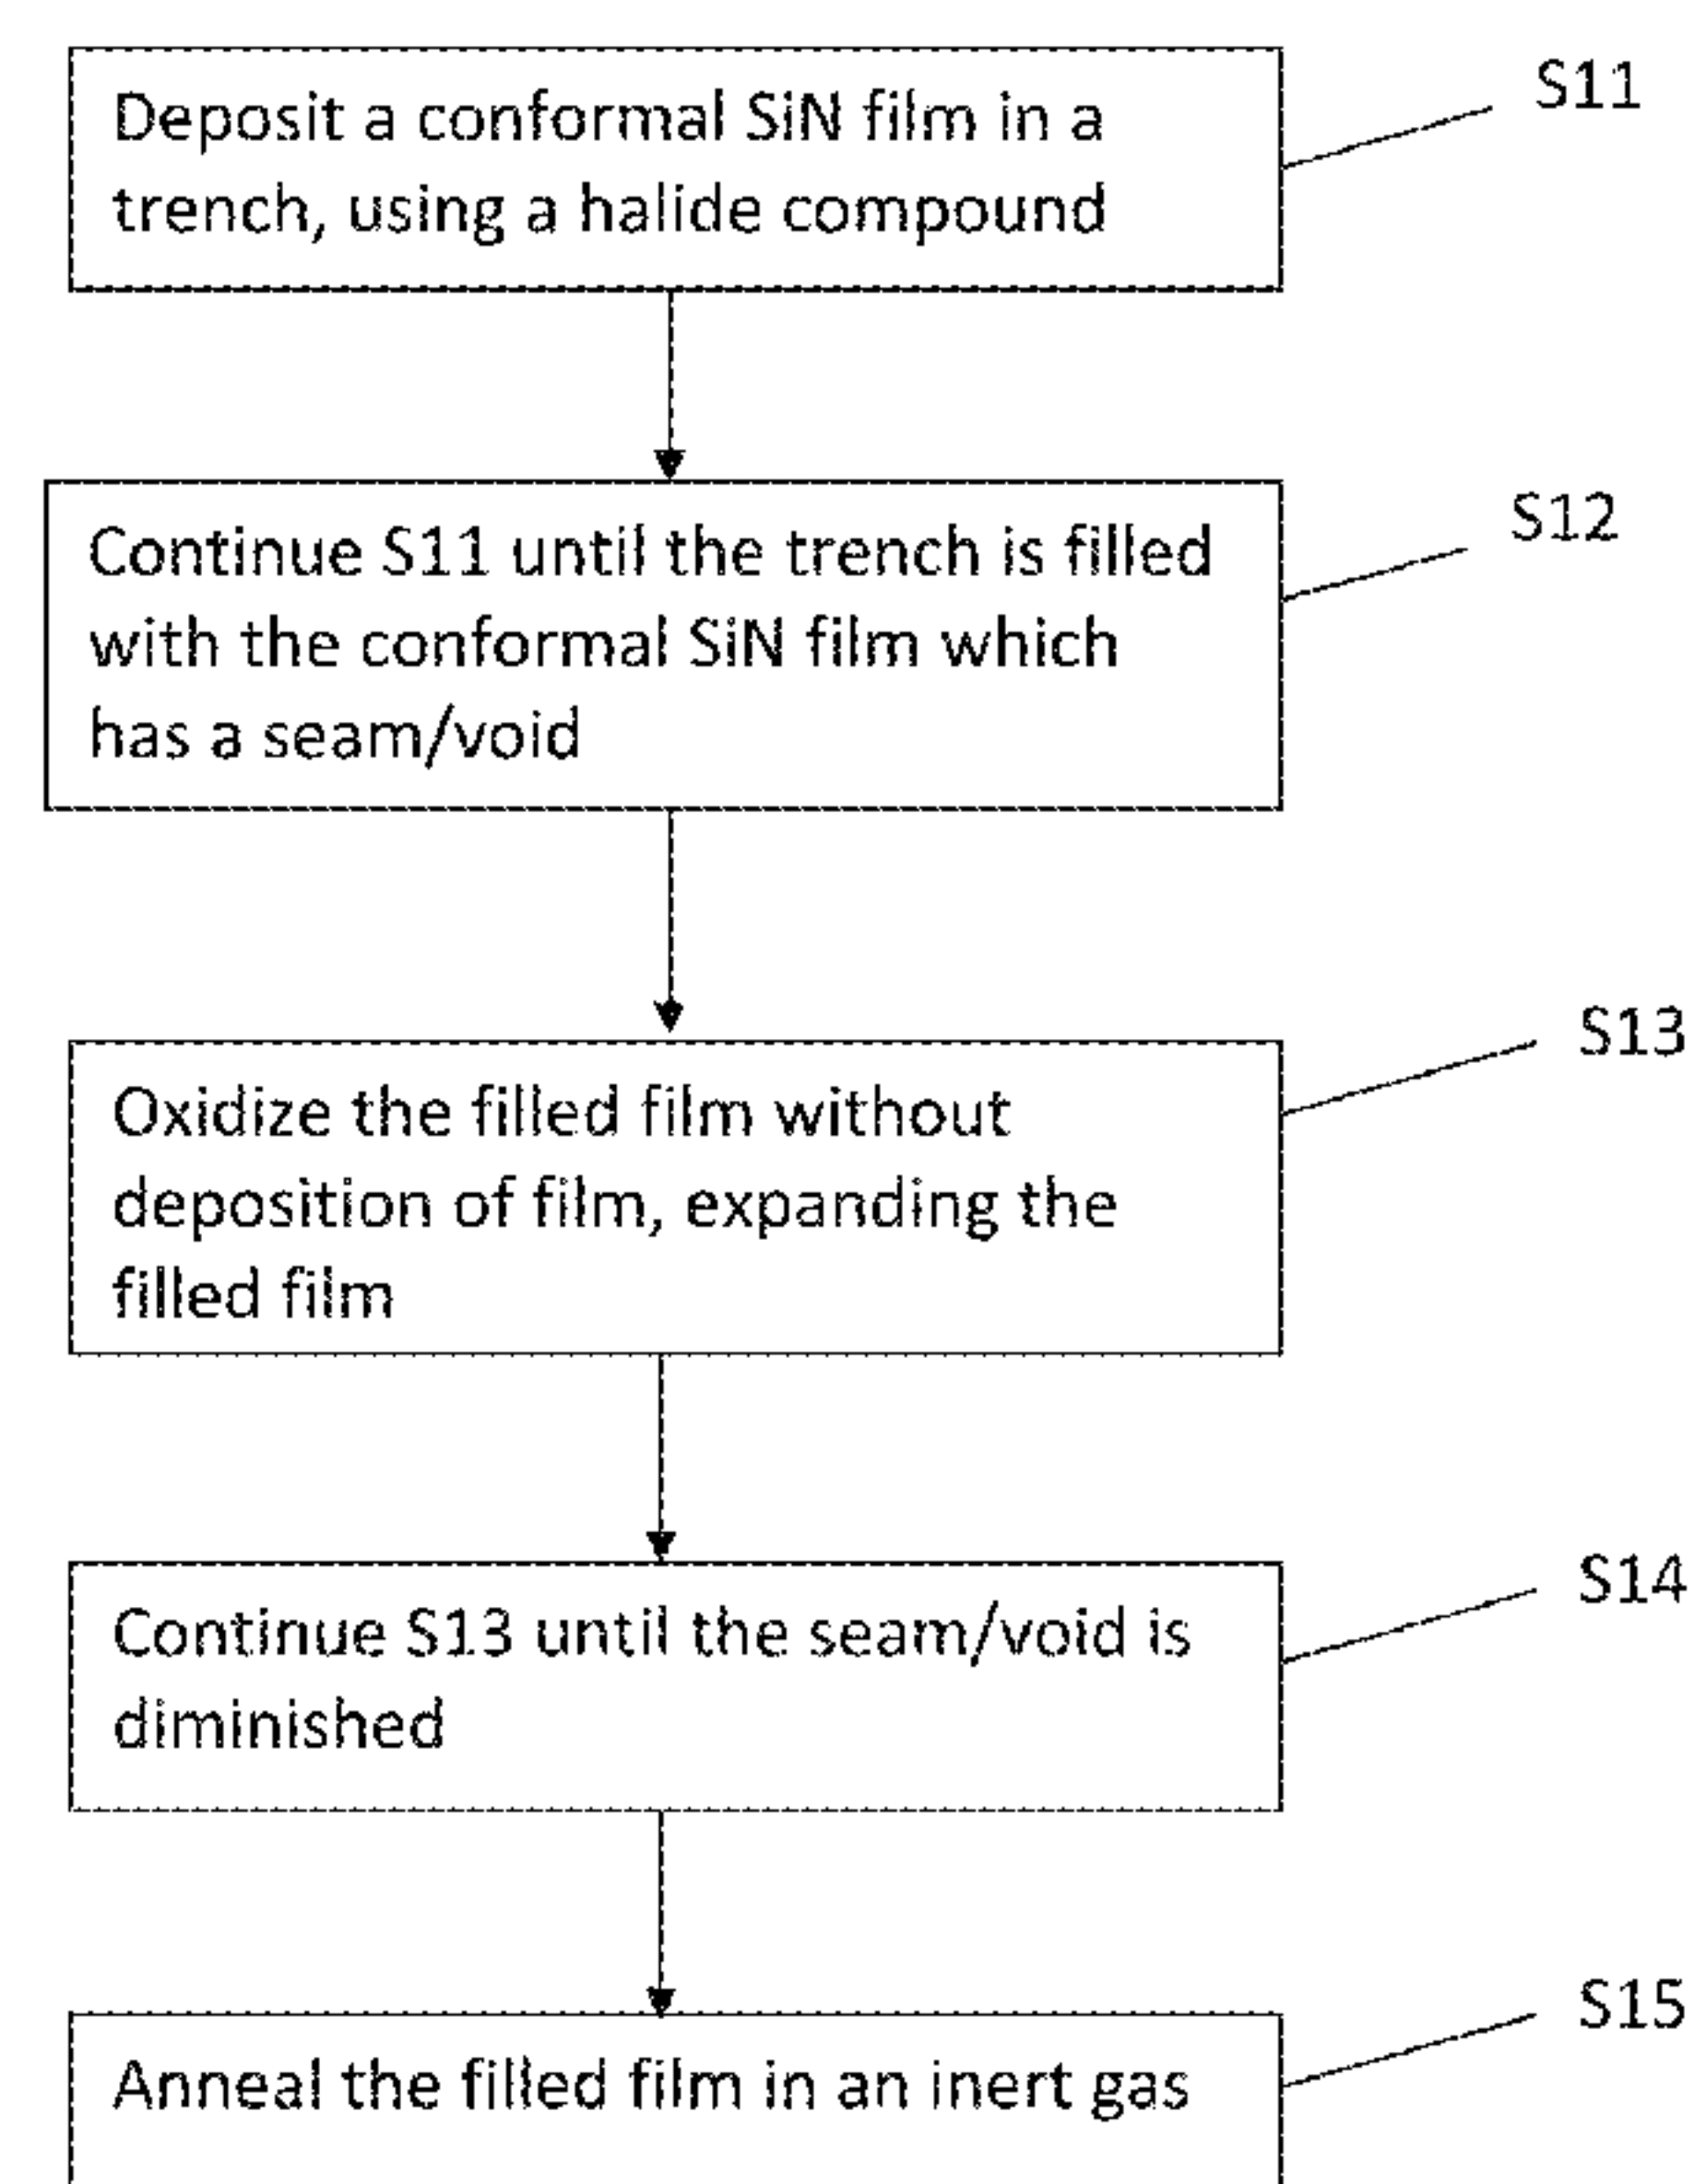 Deposit a conformal SiN film in a
trench, using a halide compound
S11
Continue S11 until the trench is filled
with the conformal SiN film which
has a seam/void
S12
Oxidize the filled film without
deposition of film, expanding the
filled film
S13
Continue S13 until the seam/void is
diminished
S14
Anneal the filled film in an inert gas
S15